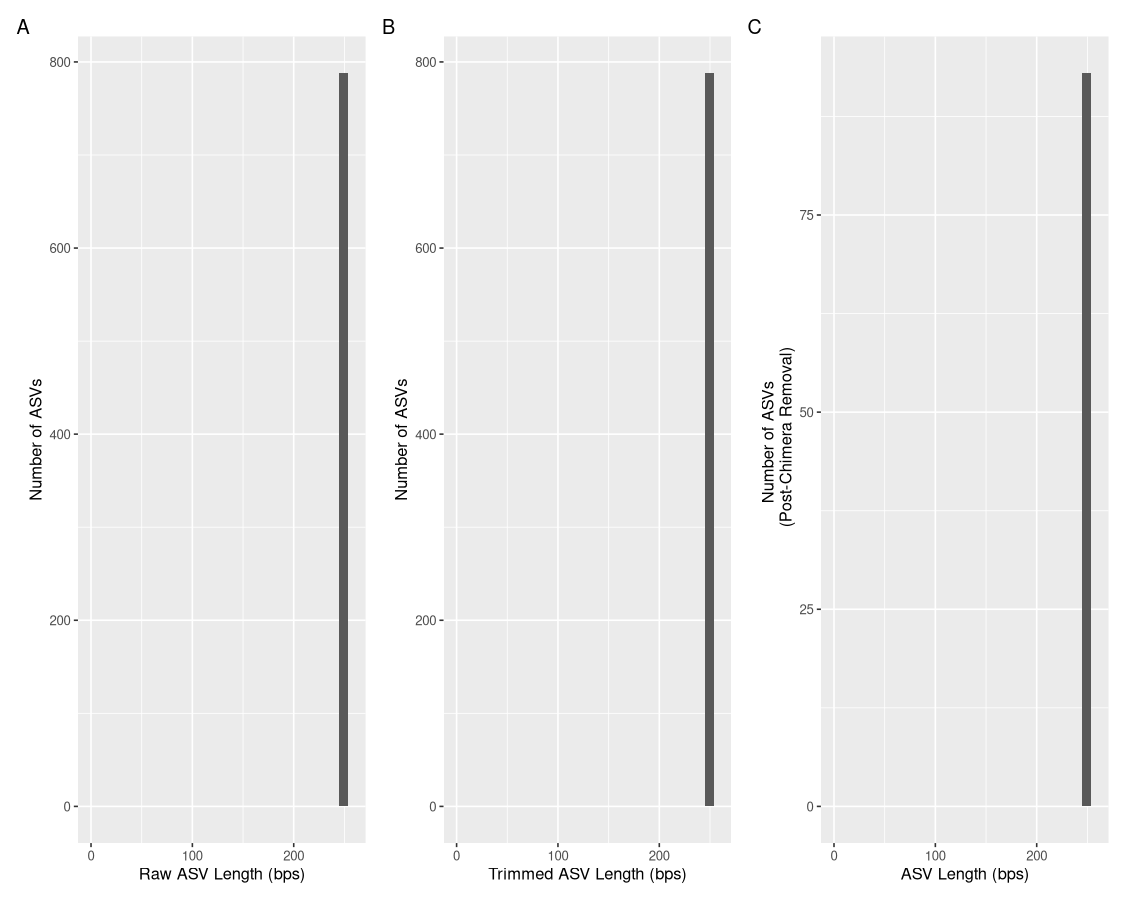 A
B
C
800
600
400
200
0
Number of ASVs
0 100 200
Raw ASV Length (bps)
800
600
400
200
0
Number of ASVs
0 100 200
Trimmed ASV Length (bps)
75
50
25
0
Number of ASVs
(Post-Chimera Removal)
0 100 200
ASV Length (bps)